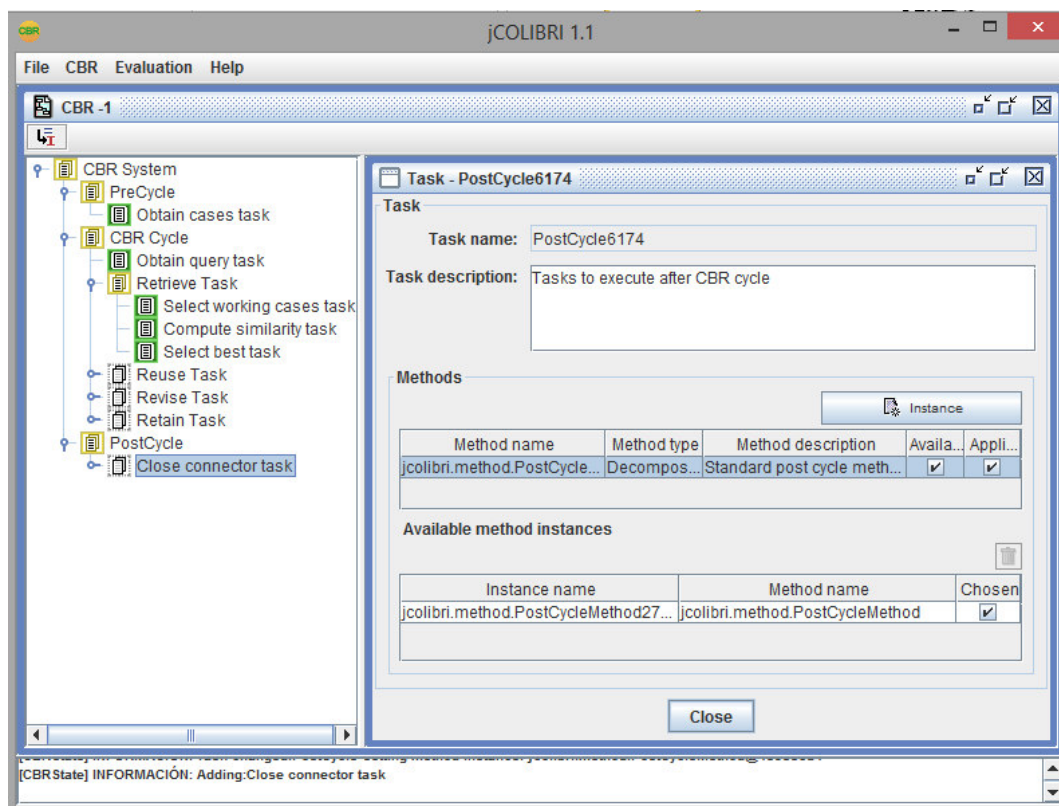 CBR
jCOLIBRI 1.1
File CBR Evaluation Help
CBR -1
CBR System
PreCycle
Obtain cases task
CBR Cycle
Obtain query task
Retrieve Task
Select working cases task
Compute similarity task
Select best task
Reuse Task
Revise Task
Retain Task
PostCycle
Close connector task
Task - PostCycle6174
Task
Task name: PostCycle6174
Task description: Tasks to execute after CBR cycle
Methods
Instance
Method name Method type Method description Availa... Appli...
jcolibri.method.PostCycle... Decompos... Standard post cycle meth...
Available method instances
Instance name Method name Chosen
jcolibri.method.PostCycleMethod27... jcolibri.method.PostCycleMethod
Close
[CBRState] INFORMACIÓN: Adding:Close connector task